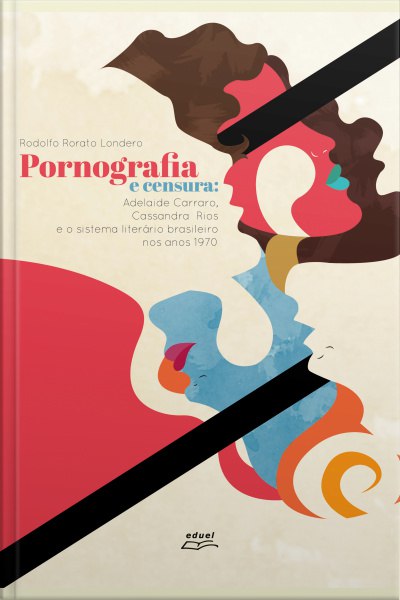 Rodolfo Rorato Londero
Pornografia
e censura:
Adelaide Carraro,
Cassandra Rios
e o sistema literário brasileiro
nos anos 1970
eduel